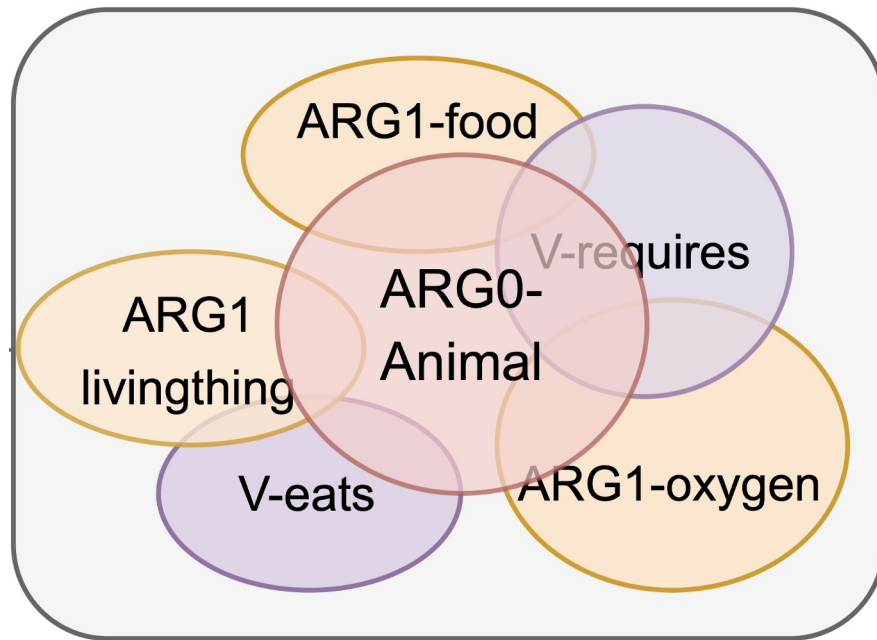 ARG1-food
V-requires
ARG0-
Animal
ARG1
livingthing
V-eats
ARG1-oxygen